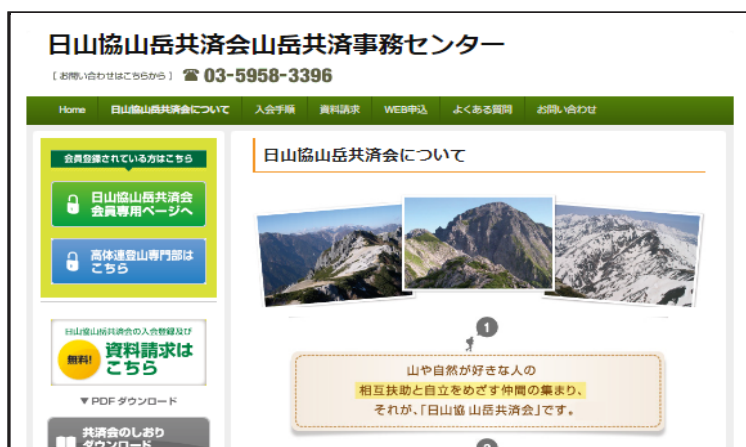 日山協山岳共済会山岳共済事務センター
[ お問い合わせはこちらから ] ☎ 03-5958-3396
Home 日山協山岳共済会について 入会手順 資料請求 WEB申込 よくある質問 お問い合わせ
会員登録されている方はこちら
日山協山岳共済会
会員専用ページへ
高体連登山専門部は
こちら
日山協山岳共済会の入会登録及び
無料!
資料請求は
こちら
▼PDF ダウンロード
共済会のしおり
ダウンロード
日山協山岳共済会について
1
山や自然が好きな人の
相互扶助と自立をめざす仲間の集まり、
それが、「日山協 山岳共済会」です。